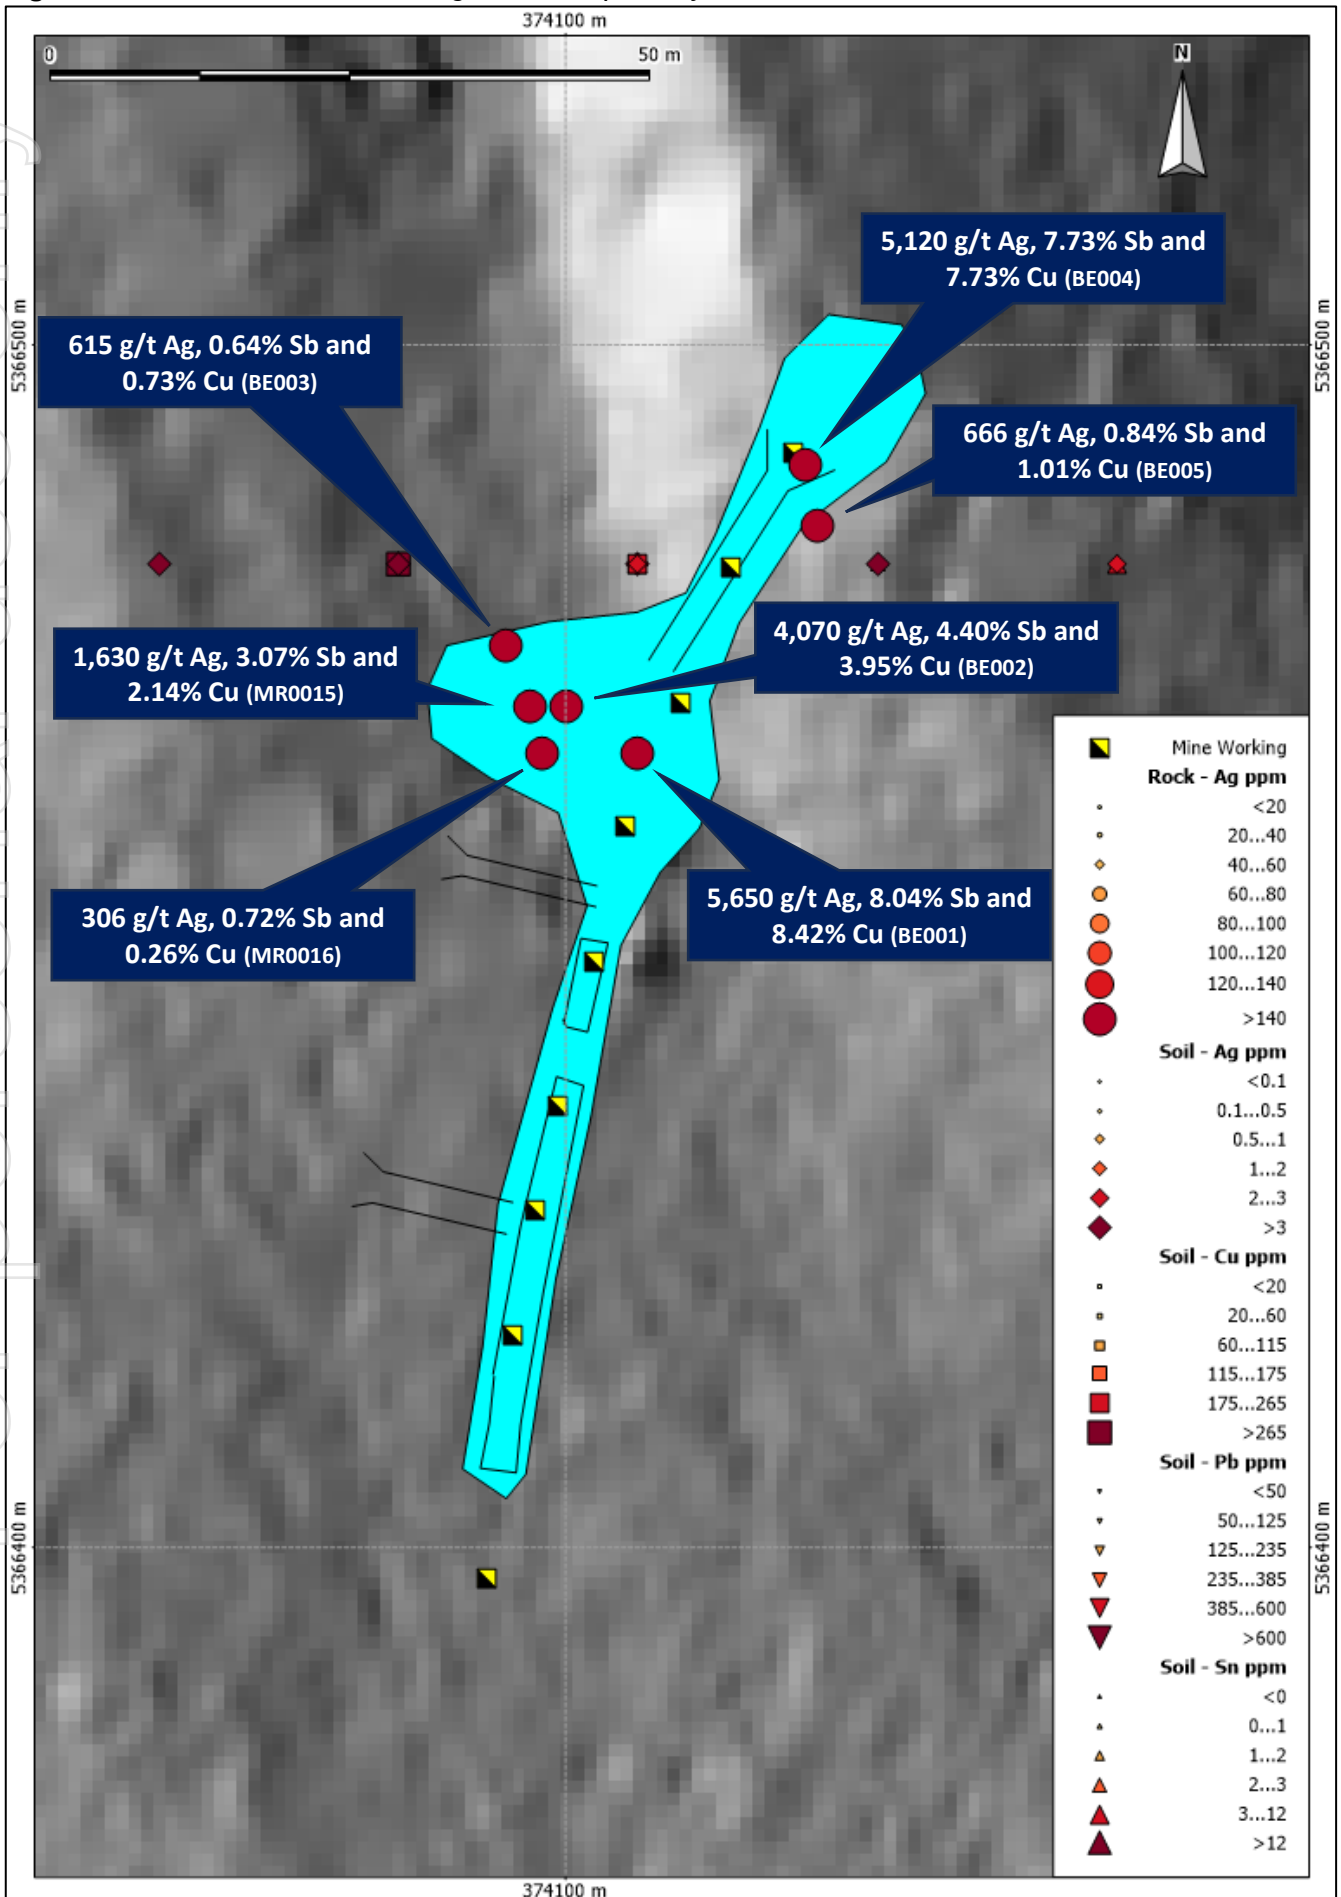 374100 m
0
50 m
N
5,120 g/t Ag, 7.73% Sb and
7.73% Cu (BE004)
5366500 m
5366500 m
615 g/t Ag, 0.64% Sb and
0.73% Cu (BE003)
666 g/t Ag, 0.84% Sb and
1.01% Cu (BE005)
4,070 g/t Ag, 4.40% Sb and
3.95% Cu (BE002)
1,630 g/t Ag, 3.07% Sb and
2.14% Cu (MR0015)
306 g/t Ag, 0.72% Sb and
0.26% Cu (MR0016)
5,650 g/t Ag, 8.04% Sb and
8.42% Cu (BE001)
Mine Working
Rock - Ag ppm
<20
20...40
40...60
60...80
80...100
100...120
120...140
>140
Soil - Ag ppm
<0.1
0.1...0.5
0.5...1
1...2
2...3
>3
Soil - Cu ppm
<20
20...60
60...115
115...175
175...265
>265
Soil - Pb ppm
<50
50...125
125...235
235...385
385...600
>600
Soil - Sn ppm
<0
0...1
1...2
2...3
3...12
>12
5366400 m
5366400 m
374100 m